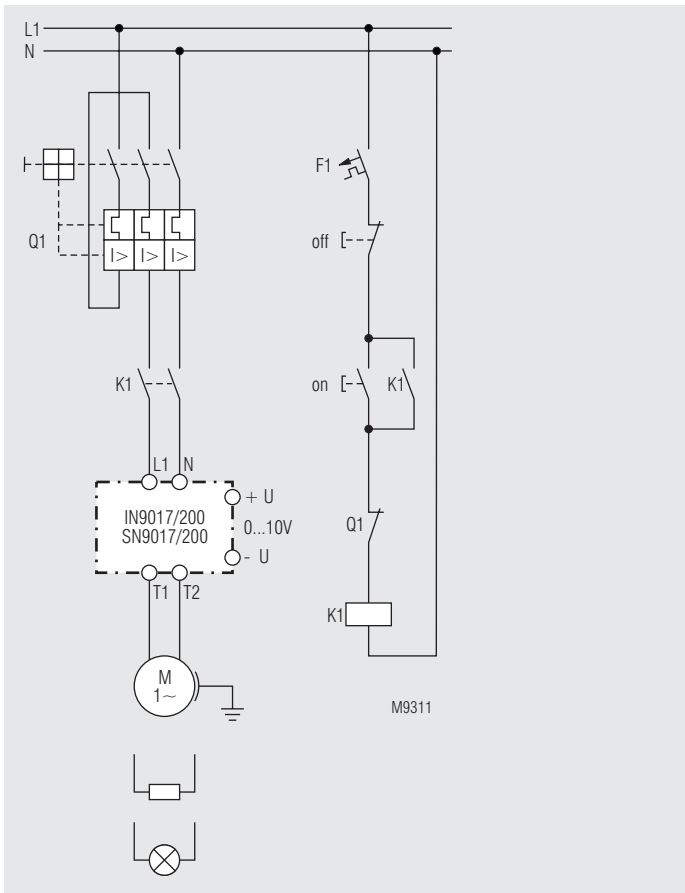 L1
N
F1
Q1
off
I> I> I>
K1
on
K1
L1 N
+ U
IN9017/200
SN9017/200
0...10V
- U
Q1
T1 T2
K1
M
1~
M9311